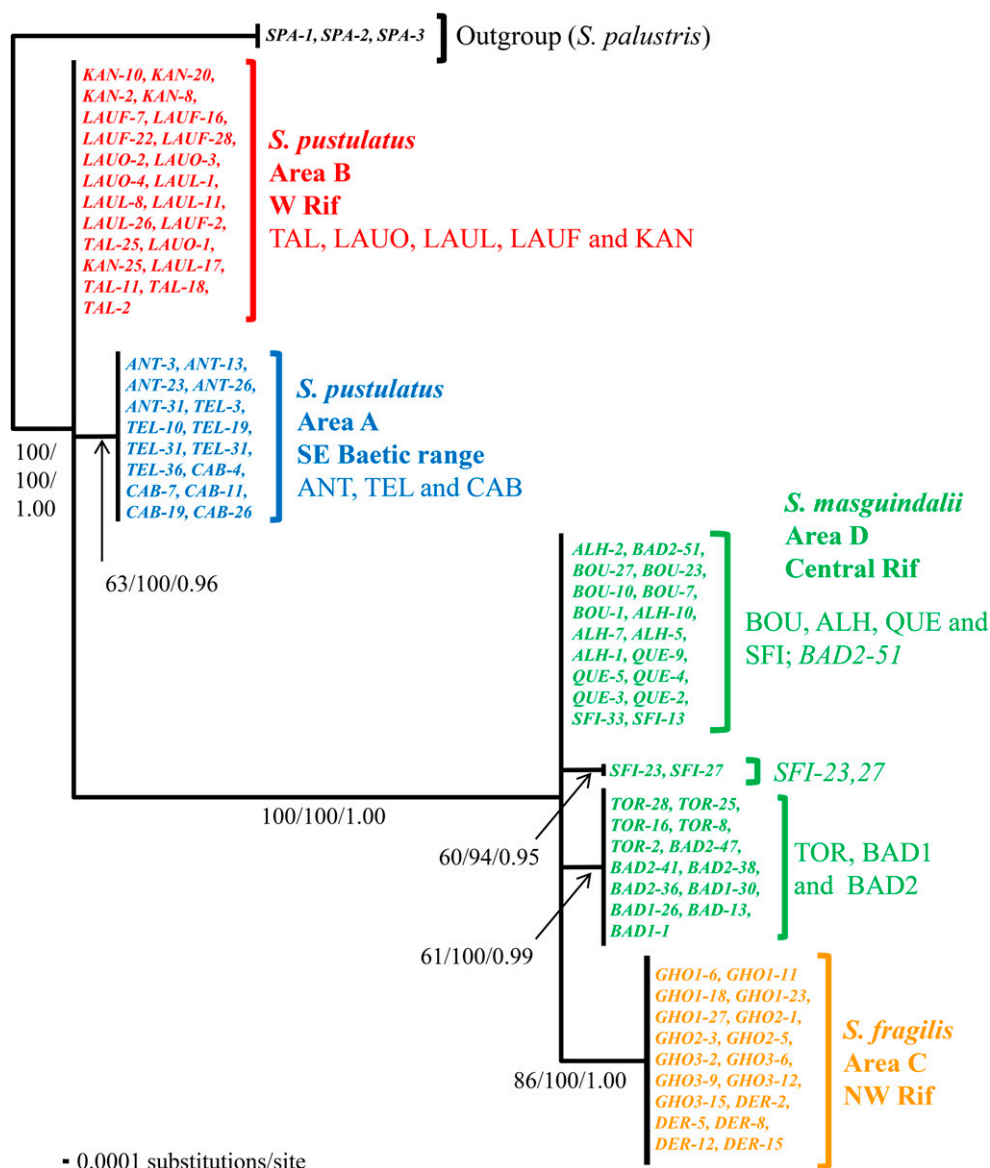 SPA-1, SPA-2, SPA-3
Outgroup (S. palustris)
KAN-10, KAN-20,
KAN-2, KAN-8,
LAUF-7, LAUF-16,
LAUF-22, LAUF-28,
LAUO-2, LAUO-3,
LAUO-4, LAUL-1,
LAUL-8, LAUL-11,
LAUL-26, LAUF-2,
TAL-25, LAUO-1,
KAN-25, LAUL-17,
TAL-11, TAL-18,
TAL-2
S. pustulatus
Area B
W Rif
TAL, LAUO, LAUL, LAUF and KAN
ANT-3, ANT-13,
ANT-23, ANT-26,
ANT-31, TEL-3,
TEL-10, TEL-19,
TEL-31, TEL-31,
TEL-36, CAB-4,
CAB-7, CAB-11,
CAB-19, CAB-26
S. pustulatus
Area A
SE Baetic range
ANT, TEL and CAB
100/
100/
1.00
63/100/0.96
ALH-2, BAD2-51,
BOU-27, BOU-23,
BOU-10, BOU-7,
BOU-1, ALH-10,
ALH-7, ALH-5,
ALH-1, QUE-9,
QUE-5, QUE-4,
QUE-3, QUE-2,
SFI-33, SFI-13
S. masguindalii
Area D
Central Rif
BOU, ALH, QUE and
SFI; BAD2-51
SFI-23, SFI-27
SFI-23,27
100/100/1.00
60/94/0.95
TOR-28, TOR-25,
TOR-16, TOR-8,
TOR-2, BAD2-47,
BAD2-41, BAD2-38,
BAD2-36, BAD1-30,
BAD1-26, BAD-13,
BAD1-1
TOR, BAD1
and BAD2
61/100/0.99
GHO1-6, GHO1-11
GHO1-18, GHO1-23,
GHO1-27, GHO2-1,
GHO2-3, GHO2-5,
GHO3-2, GHO3-6,
GHO3-9, GHO3-12,
GHO3-15, DER-2,
DER-5, DER-8,
DER-12, DER-15
S. fragilis
Area C
NW Rif
86/100/1.00
0.0001 substitutions/site